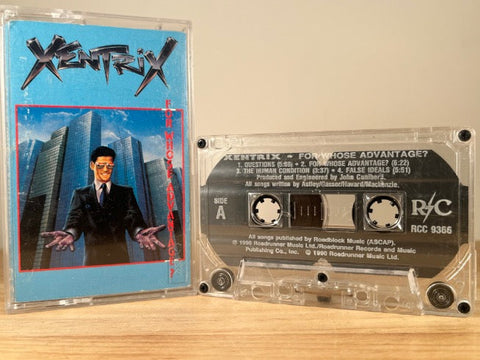 XENTRIX
FOR WHOSE ADVANTAGE?
XENTRIX - FOR WHOSE ADVANTAGE?
1. QUESTIONS (5:08) • 2. FOR WHOSE ADVANTAGE? (5:22)
3. THE HUMAN CONDITION (3:37) • 4. FALSE IDEALS (5:51)
Produced and Engineered by John Cuniberti.
All songs written by Astley/Gasser/Havard/Mackenzie.
SIDE
A
R/C
RCC 9366
All songs published by Roadblock Music (ASCAP).
© 1990 Roadrunner Music Ltd./Roadrunner Records and Music
Publishing Co., Inc. ℗ 1990 Roadrunner Music Ltd.